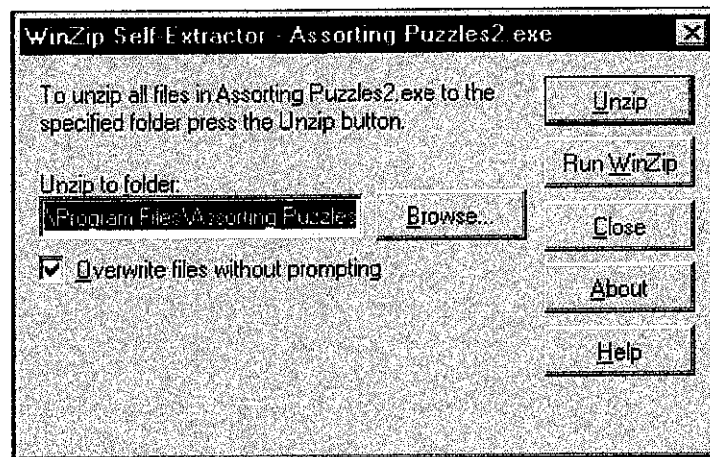 WinZip Self-Extractor - Assorting Puzzles2.exe
To unzip all files in Assorting Puzzles2.exe to the
specified folder press the Unzip button.
Unzip to folder:
\Program Files\Assorting Puzzles
Browse...
Overwrite files without prompting
Unzip
Run WinZip
Close
About
Help